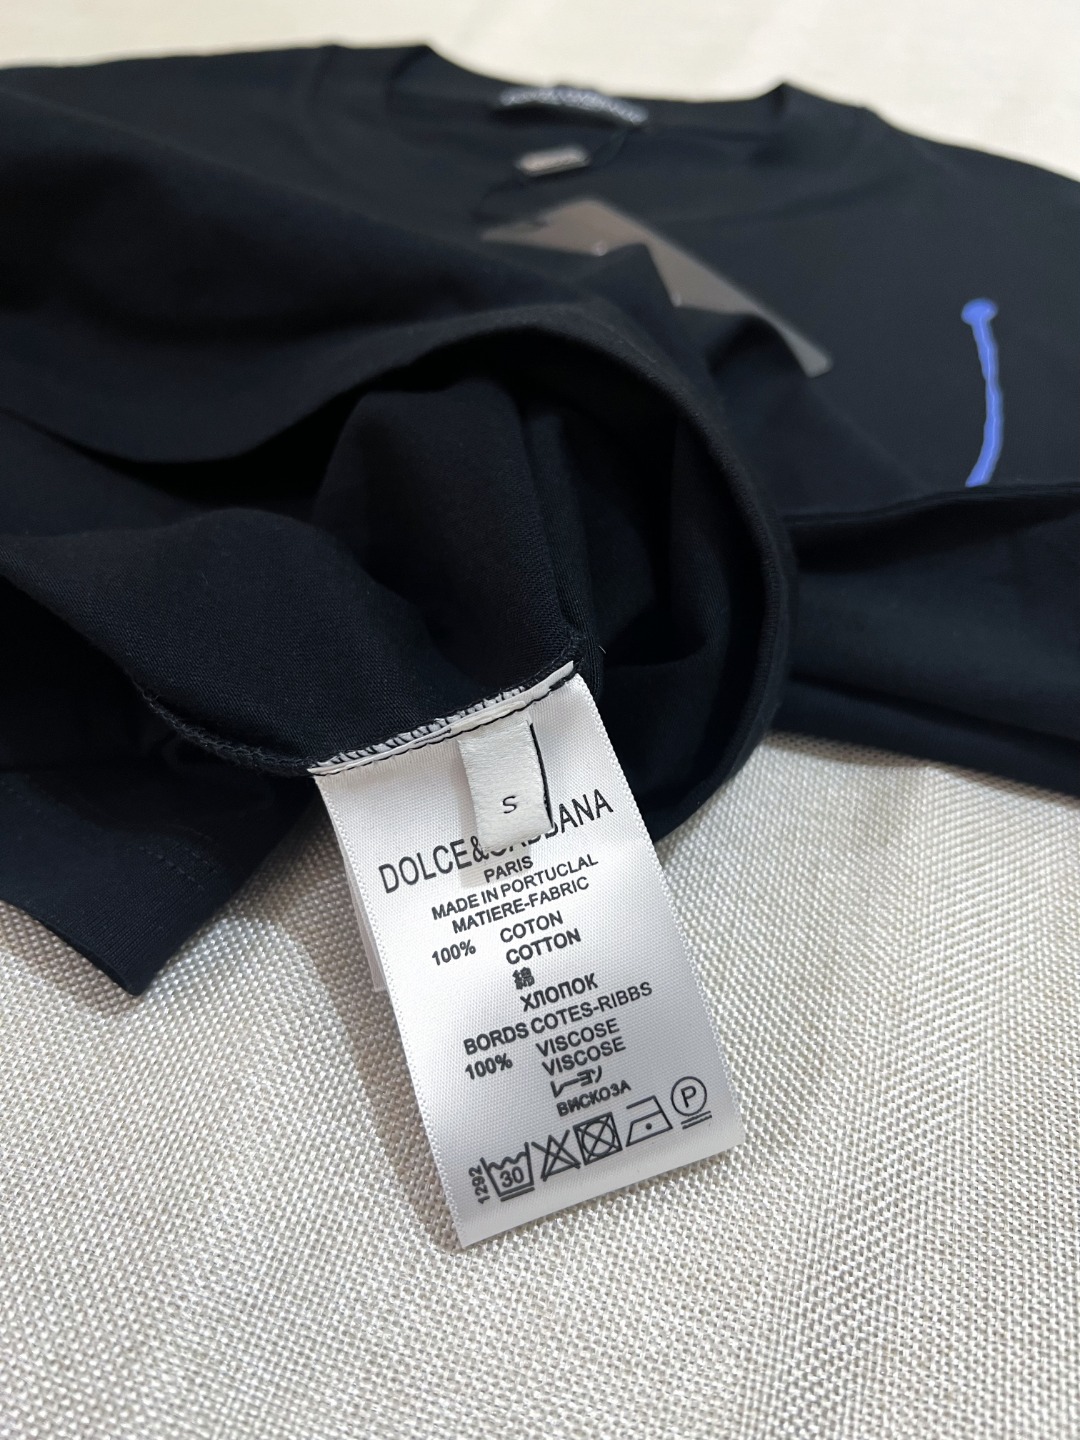 S
DOLCE&GABBANA
PARIS
MADE IN PORTUCLAL
MATIERE-FABRIC
100% COTON
COTTON
綿
ХЛОПОК
BORDS COTES-RIBBS
100% VISCOSE
VISCOSE
レーヨン
ВИСКОЗА
1292 30 P